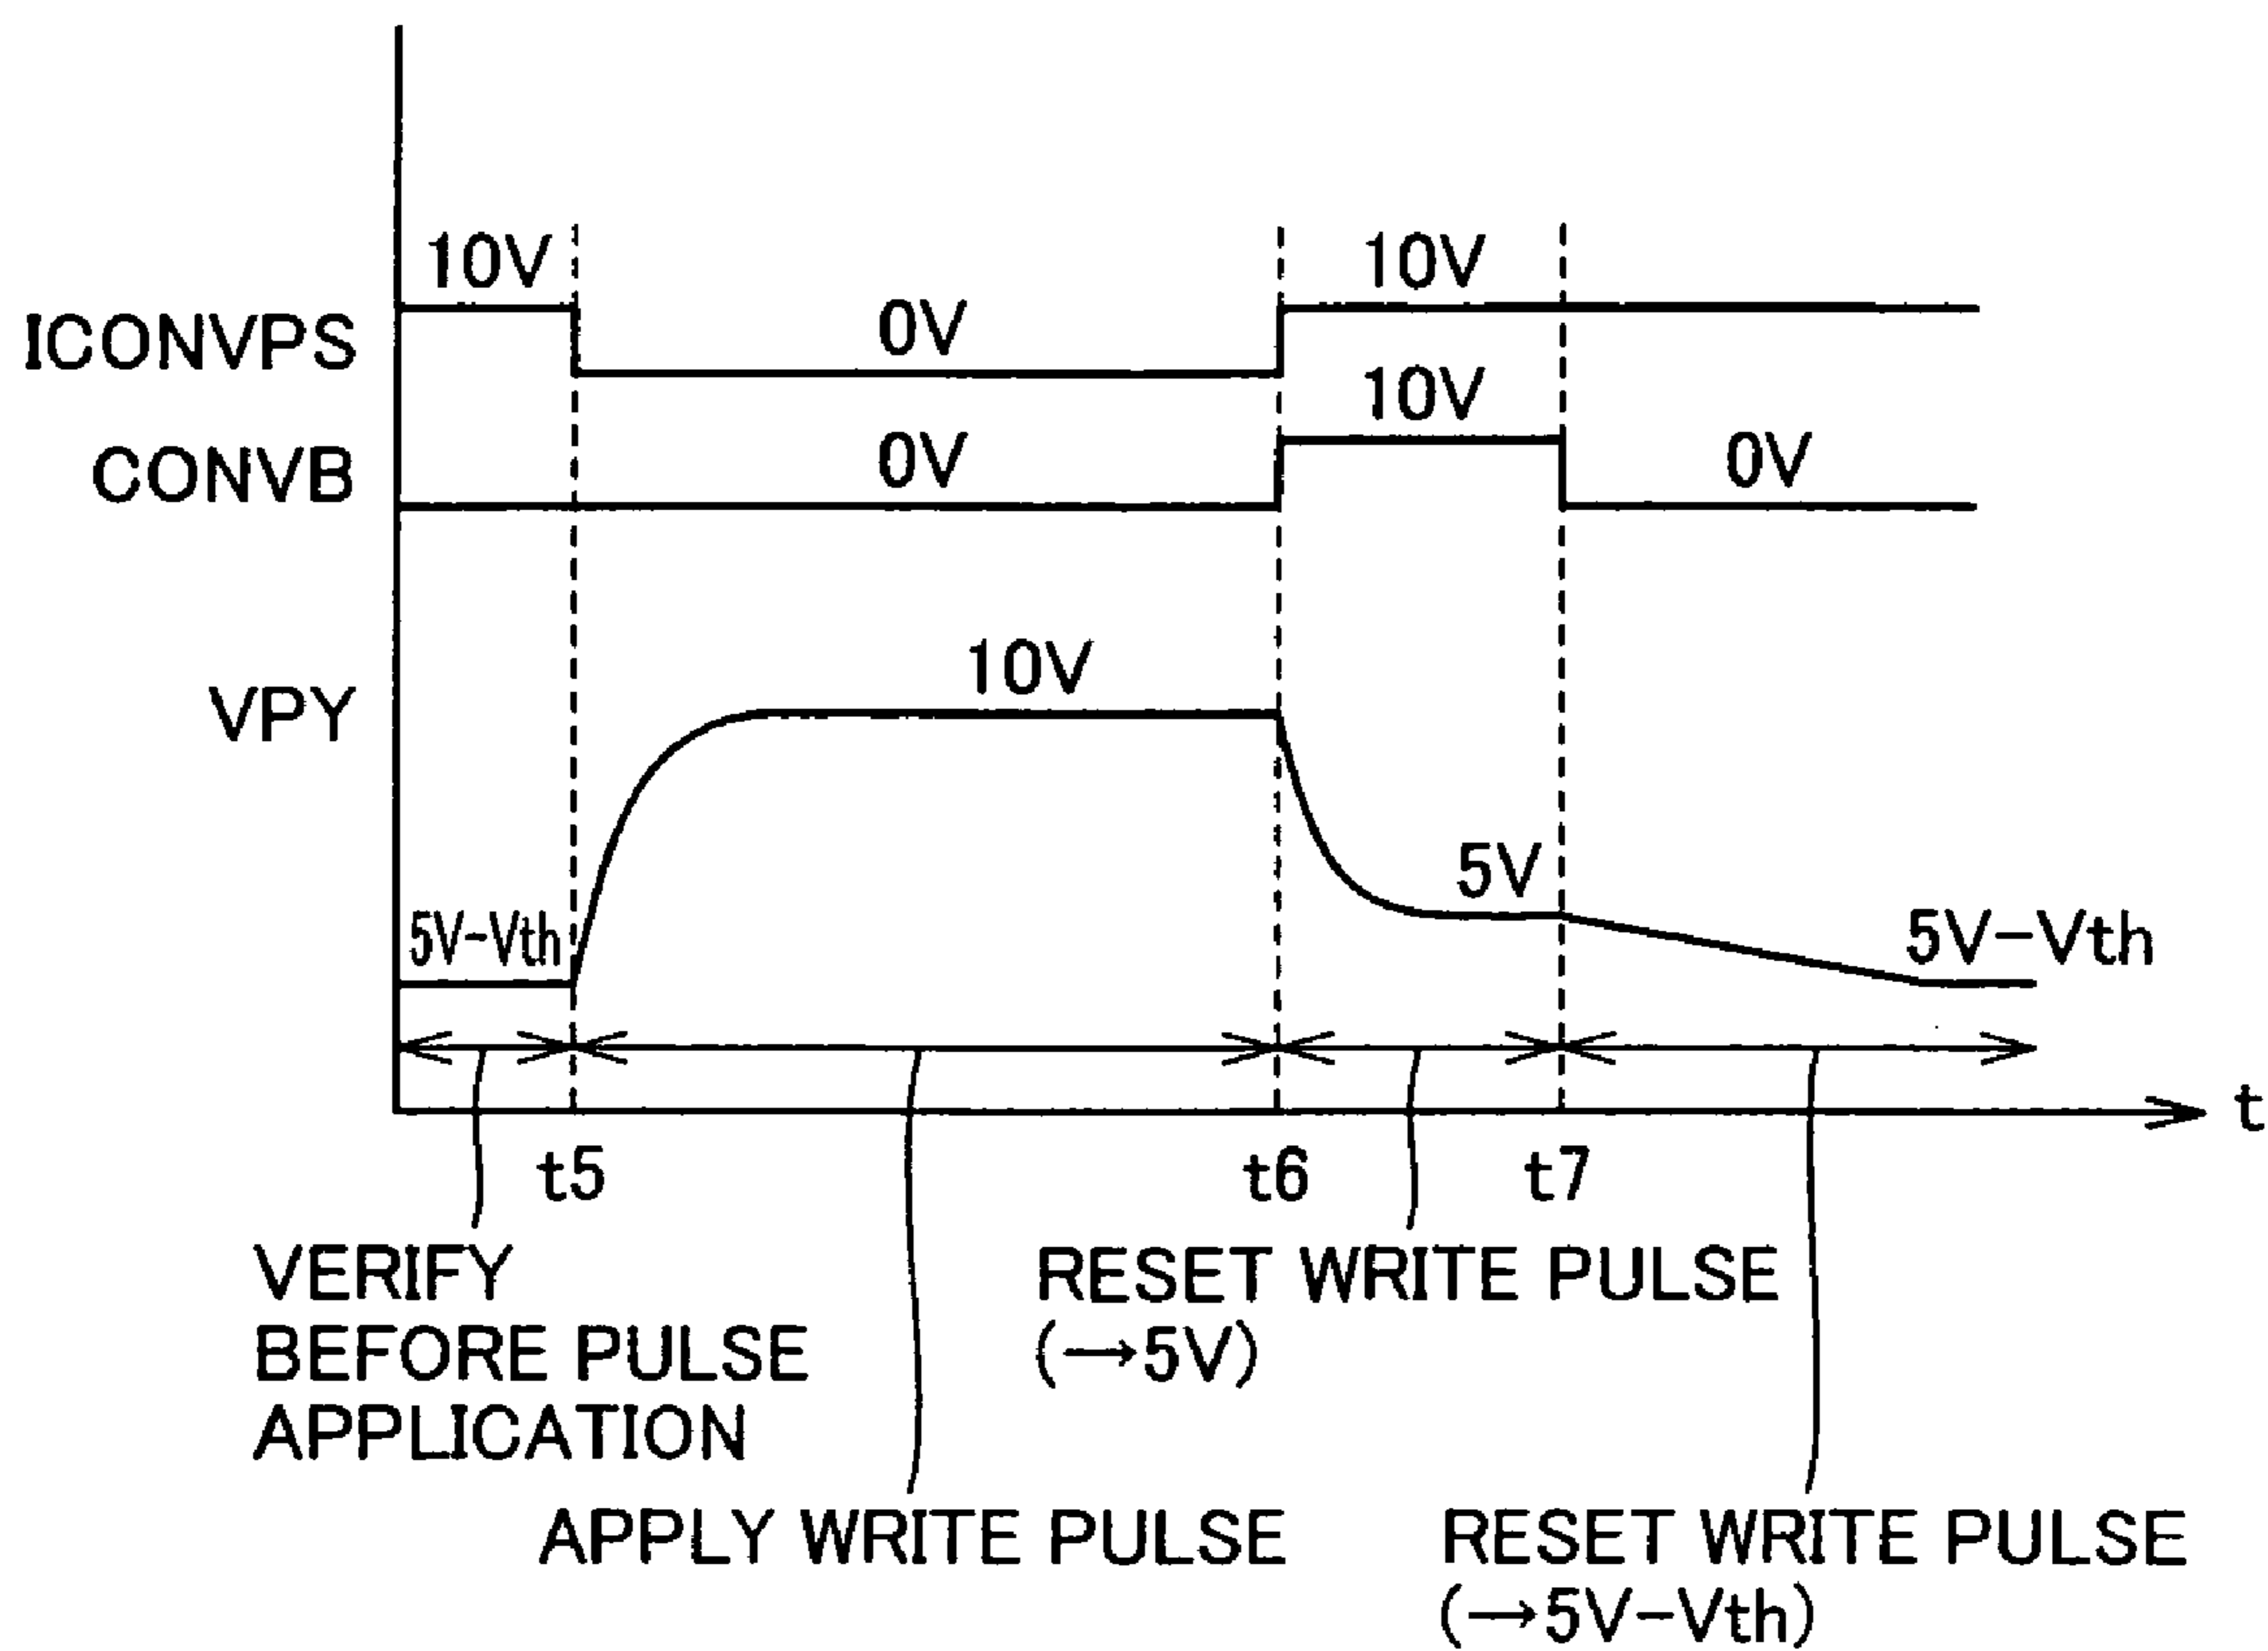 10V
10V
ICONVPS
0V
10V
CONVB
0V
0V
VPY
10V
5V
5V-Vth
5V-Vth
t
t5
t6
t7
VERIFY
BEFORE PULSE
APPLICATION
RESET WRITE PULSE
(→5V)
APPLY WRITE PULSE
RESET WRITE PULSE
(→5V-Vth)